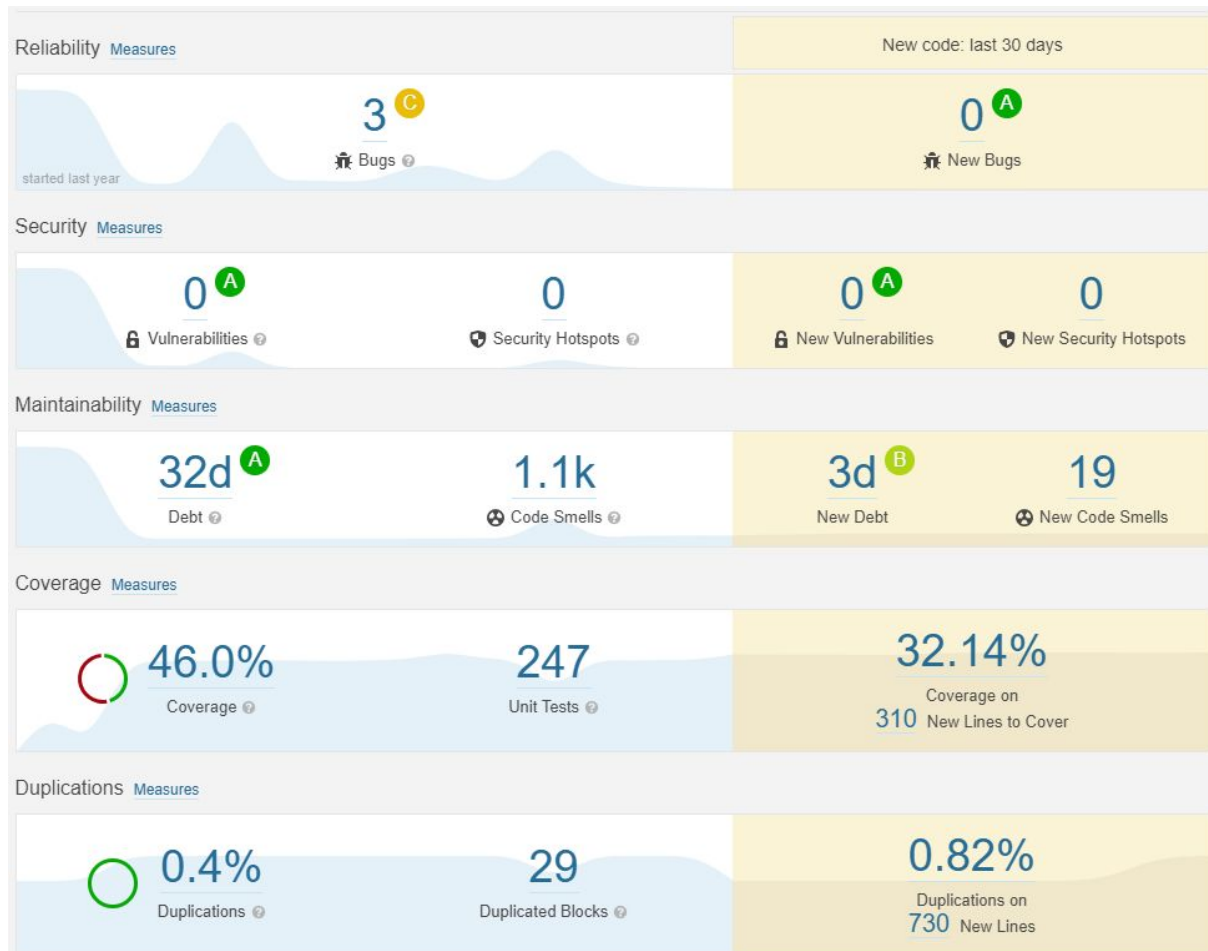 Reliability Measures
New code: last 30 days
3 C
Bugs ?
started last year
0 A
New Bugs
Security Measures
0 A 0 0 A 0
Vulnerabilities ? Security Hotspots ? New Vulnerabilities New Security Hotspots
Maintainability Measures
32d A 1.1k 3d B 19
Debt ? Code Smells ? New Debt New Code Smells
Coverage Measures
46.0% 247 32.14%
Coverage ? Unit Tests ? Coverage on
310 New Lines to Cover
Duplications Measures
0.4% 29 0.82%
Duplications ? Duplicated Blocks ? Duplications on
730 New Lines